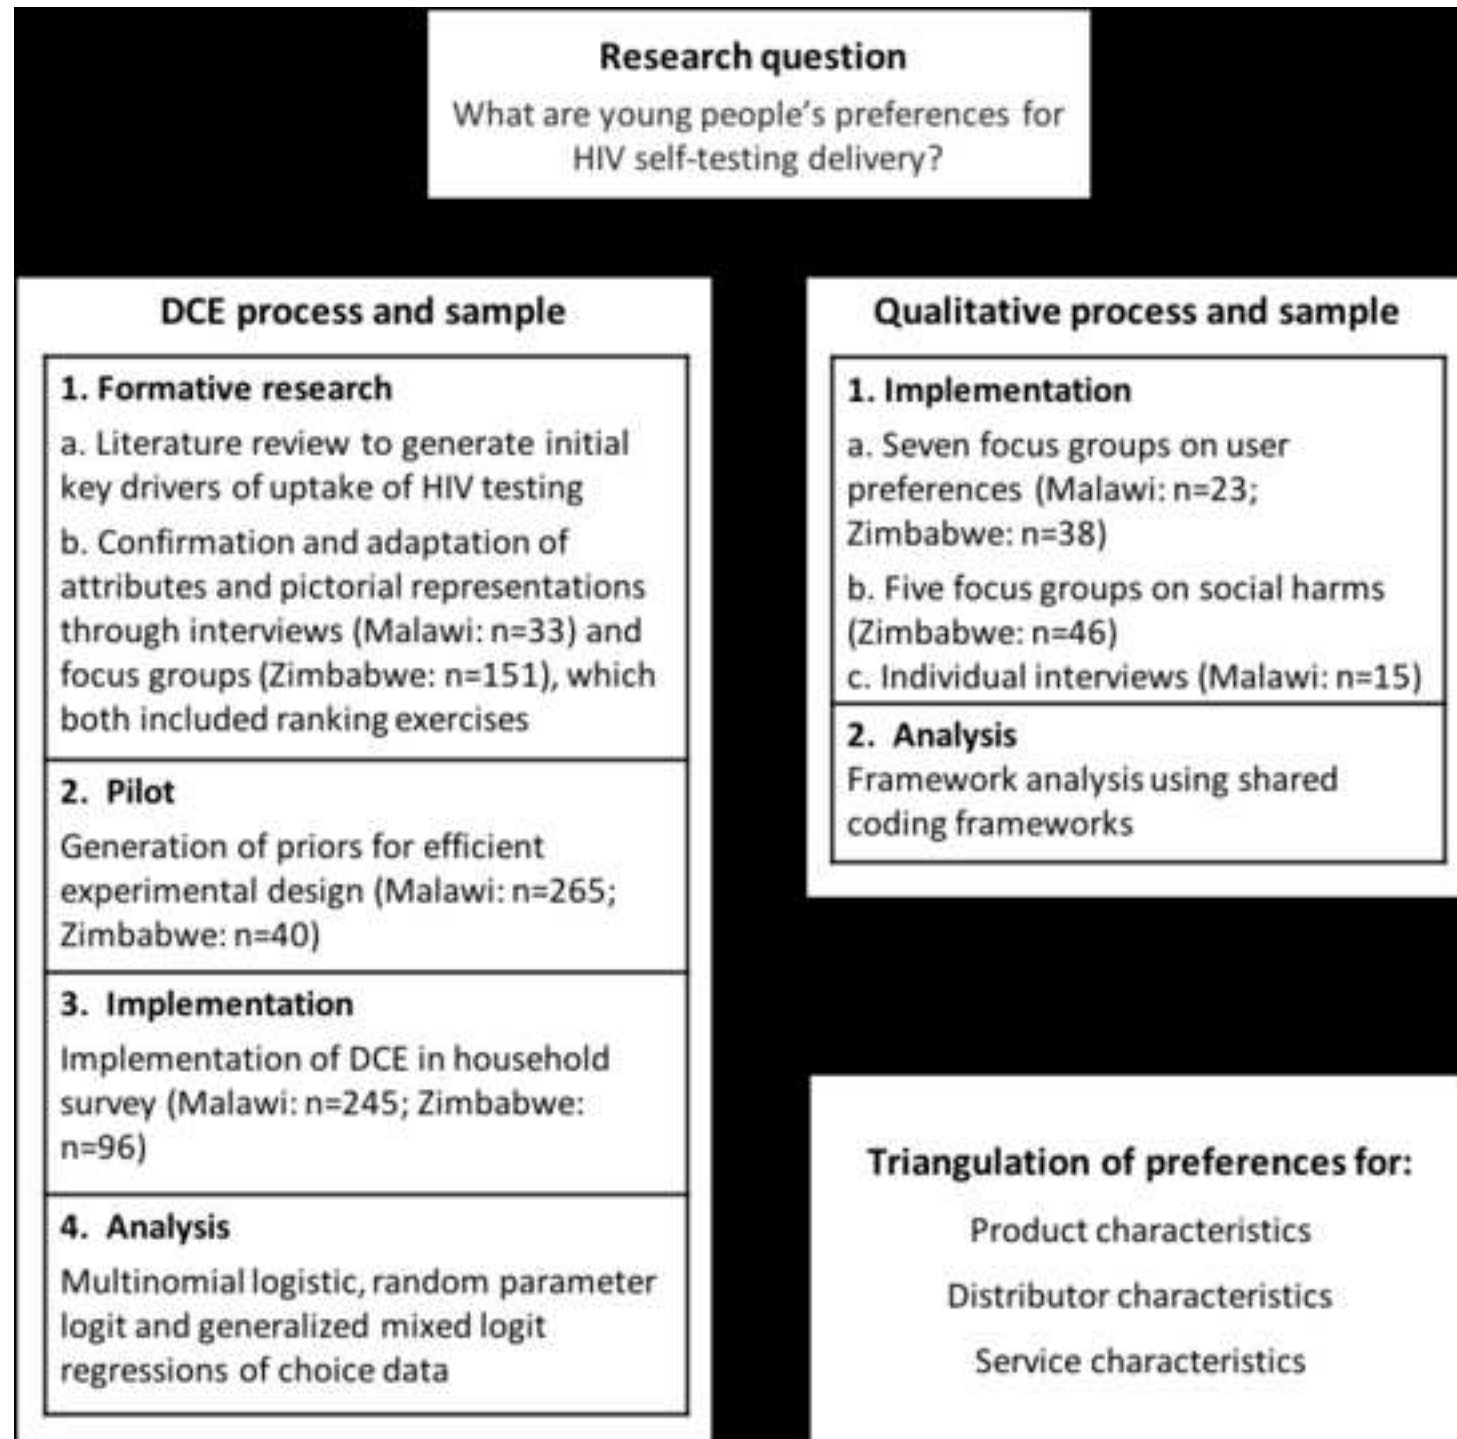 Research question
What are young people's preferences for
HIV self-testing delivery?
DCE process and sample
1. Formative research
a. Literature review to generate initial
key drivers of uptake of HIV testing
b. Confirmation and adaptation of
attributes and pictorial representations
through interviews (Malawi: n=33) and
focus groups (Zimbabwe: n=151), which
both included ranking exercises
2. Pilot
Generation of priors for efficient
experimental design (Malawi: n=265;
Zimbabwe: n=40)
3. Implementation
Implementation of DCE in household
survey (Malawi: n=245; Zimbabwe:
n=96)
4. Analysis
Multinomial logistic, random parameter
logit and generalized mixed logit
regressions of choice data
Qualitative process and sample
1. Implementation
a. Seven focus groups on user
preferences (Malawi: n=23;
Zimbabwe: n=38)
b. Five focus groups on social harms
(Zimbabwe: n=46)
c. Individual interviews (Malawi: n=15)
2. Analysis
Framework analysis using shared
coding frameworks
Triangulation of preferences for:
Product characteristics
Distributor characteristics
Service characteristics